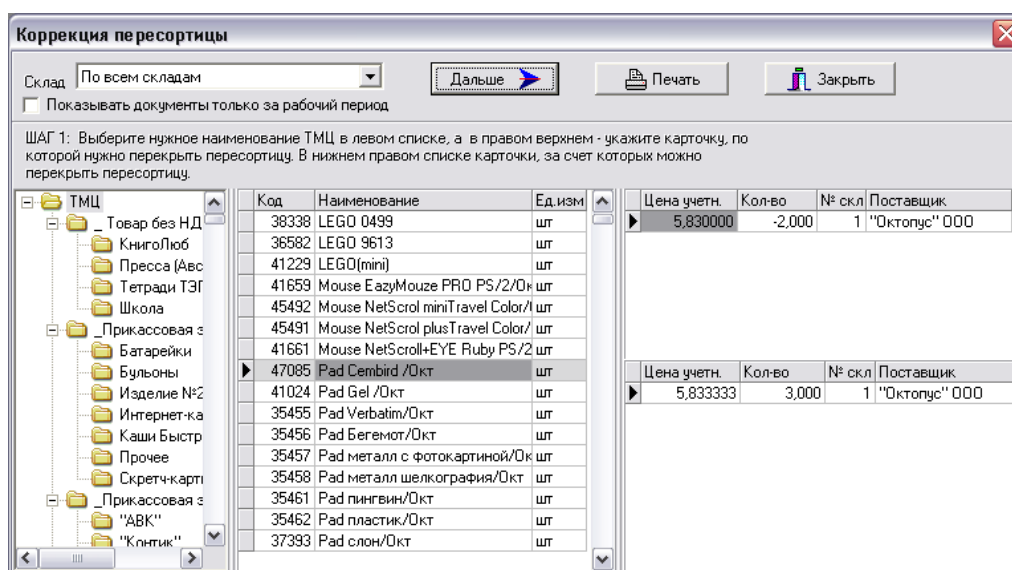 Коррекция пересортицы
Склад По всем складам
Дальше Печать Закрыть
Показывать документы только за рабочий период
ШАГ 1: Выберите нужное наименование ТМЦ в левом списке, а в правом верхнем - укажите карточку, по
которой нужно перекрыть пересортицу. В нижнем правом списке карточки, за счет которых можно
перекрыть пересортицу.
ТМЦ
_ Товар без НД
КнигоЛюб
Пресса (Авс
Тетради ТЭГ
Школа
_Прикассовая з
Батарейки
Бульоны
Изделие №2
Интернет-ка
Каши Быстр
Прочее
Скретч-карт
_Прикассовая з
"АВК"
"Контик"
Код Наименование Ед.изм
38338 LEGO 0499 шт
36582 LEGO 9613 шт
41229 LEGO(mini) шт
41659 Mouse EazyMouze PRO PS/2/Ок шт
45492 Mouse NetScrol miniTravel Color/ шт
45491 Mouse NetScrol plusTravel Color/ шт
41661 Mouse NetScroll+EYE Ruby PS/2 шт
47085 Pad Cembird /Окт шт
41024 Pad Gel /Окт шт
35455 Pad Verbatim/Окт шт
35456 Pad Бегемот/Окт шт
35457 Pad металл с фотокартиной/Ок шт
35458 Pad металл шелкография/Окт шт
35461 Pad пингвин/Окт шт
35462 Pad пластик/Окт шт
37393 Pad слон/Окт шт
Цена учетн. Кол-во № скл Поставщик
5,830000 -2,000 1 "Октопус" ООО
Цена учетн. Кол-во № скл Поставщик
5,833333 3,000 1 "Октопус" ООО